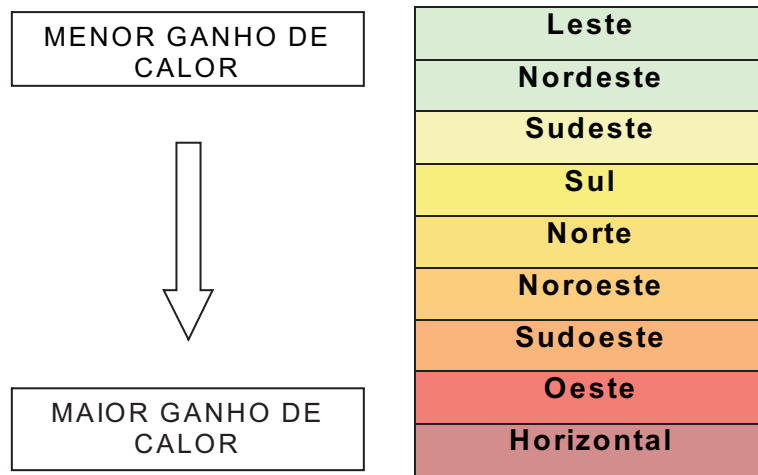 MENOR GANHO DE
CALOR
MAIOR GANHO DE
CALOR
Leste
Nordeste
Sudeste
Sul
Norte
Noroeste
Sudoeste
Oeste
Horizontal